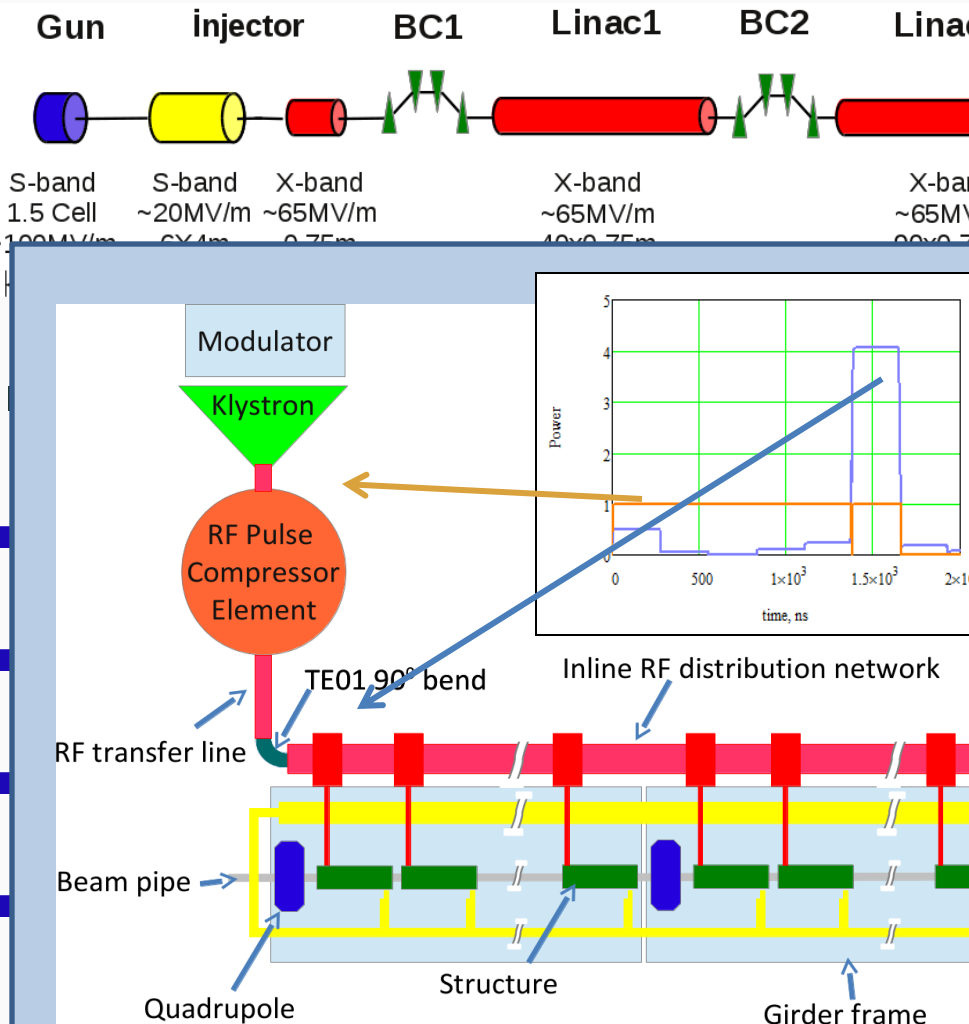 Gun
İnjector
BC1
Linac1
BC2
S-band
1.5 Cell
S-band
~20MV/m
X-band
~65MV/m
X-band
~65MV/m
Modulator
Klystron
RF Pulse
Compressor
Element
TE01 90⁰ bend
RF transfer line
Beam pipe
Quadrupole
Structure
Girder frame
Inline RF distribution network
Power
5
4
3
2
1
0
0
500
1×10³
1.5×10³
time, ns